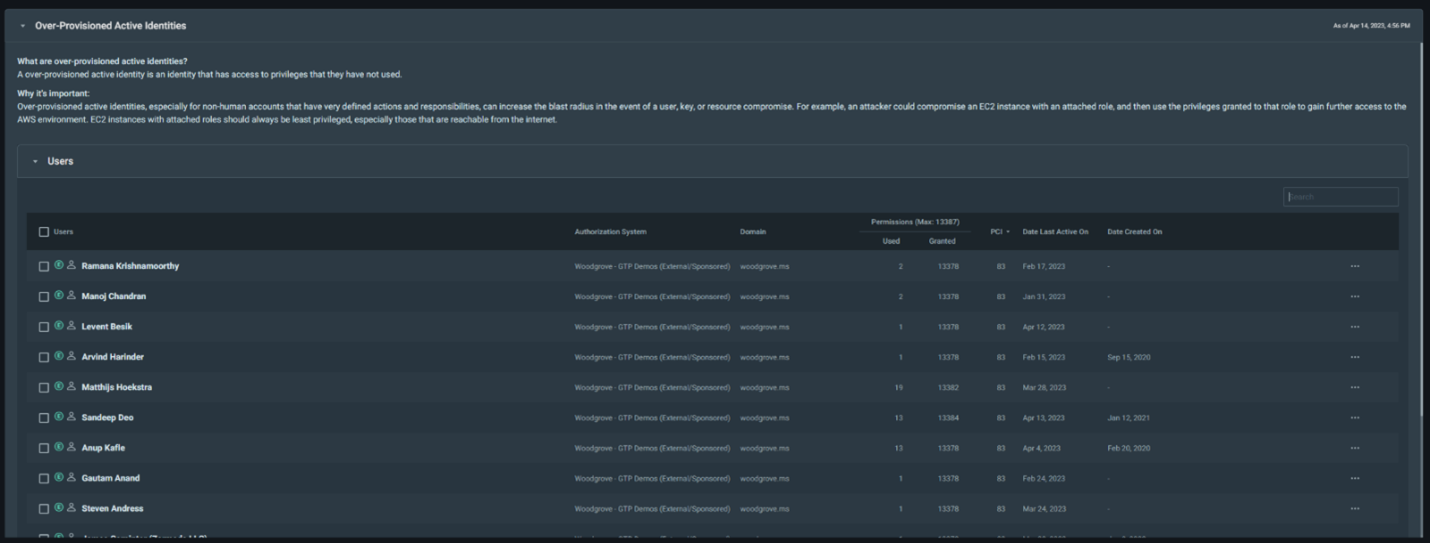 Over-Provisioned Active Identities As of Apr 14, 2023, 4:56 PM
What are over-provisioned active identities?
A over-provisioned active identity is an identity that has access to privileges that they have not used.
Why it's important:
Over-provisioned active identities, especially for non-human accounts that have very defined actions and responsibilities, can increase the blast radius in the event of a user, key, or resource compromise. For example, an attacker could compromise an EC2 instance with an attached role, and then use the privileges granted to that role to gain further access to the
AWS environment. EC2 instances with attached roles should always be least privileged, especially those that are reachable from the internet.
Users
Search
Permissions (Max: 13387)
Users Authorization System Domain PCI Date Last Active On Date Created On
Used Granted
Ramana Krishnamoorthy Woodgrove - GTP Demos (External/Sponsored) woodgrove.ms 2 13378 83 Feb 17, 2023 - ...
Manoj Chandran Woodgrove - GTP Demos (External/Sponsored) woodgrove.ms 2 13378 83 Jan 31, 2023 - ...
Levent Besik Woodgrove - GTP Demos (External/Sponsored) woodgrove.ms 1 13378 83 Apr 12, 2023 - ...
Arvind Harinder Woodgrove - GTP Demos (External/Sponsored) woodgrove.ms 1 13378 83 Feb 15, 2023 Sep 15, 2020 ...
Matthijs Hoekstra Woodgrove - GTP Demos (External/Sponsored) woodgrove.ms 19 13382 83 Mar 28, 2023 - ...
Sandeep Deo Woodgrove - GTP Demos (External/Sponsored) woodgrove.ms 13 13384 83 Apr 13, 2023 Jan 12, 2021 ...
Anup Kafle Woodgrove - GTP Demos (External/Sponsored) woodgrove.ms 13 13378 83 Apr 4, 2023 Feb 20, 2020 ...
Gautam Anand Woodgrove - GTP Demos (External/Sponsored) woodgrove.ms 1 13378 83 Feb 24, 2023 - ...
Steven Andress Woodgrove - GTP Demos (External/Sponsored) woodgrove.ms 1 13378 83 Mar 24, 2023 - ...